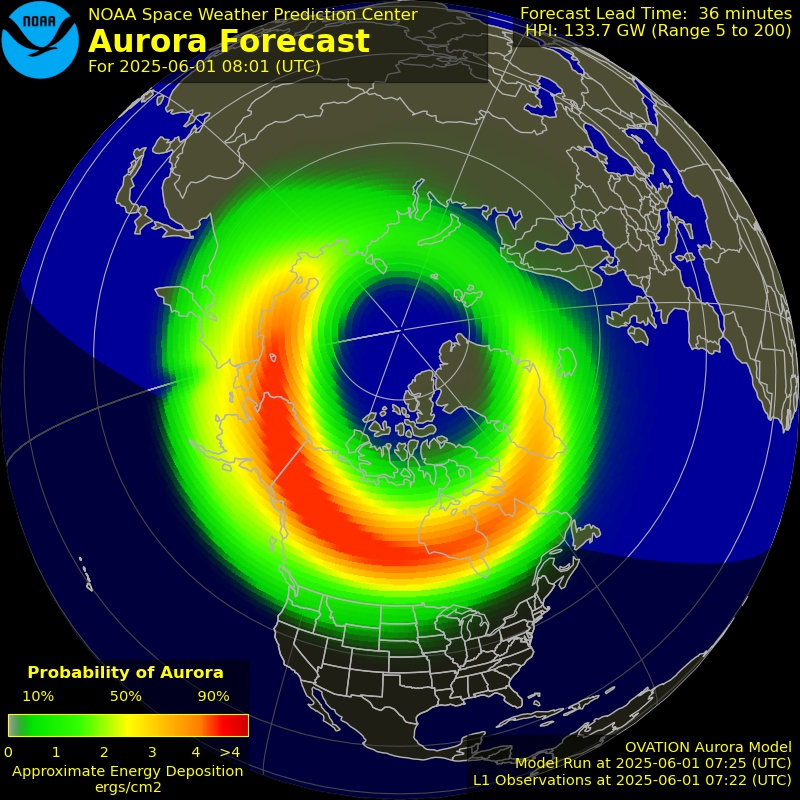 NOAA
NOAA Space Weather Prediction Center
Aurora Forecast
For 2025-06-01 08:01 (UTC)
Forecast Lead Time: 36 minutes
HPI: 133.7 GW (Range 5 to 200)
Probability of Aurora
10% 50% 90%
0 1 2 3 4 >4
Approximate Energy Deposition
ergs/cm2
OVATION Aurora Model
Model Run at 2025-06-01 07:25 (UTC)
L1 Observations at 2025-06-01 07:22 (UTC)